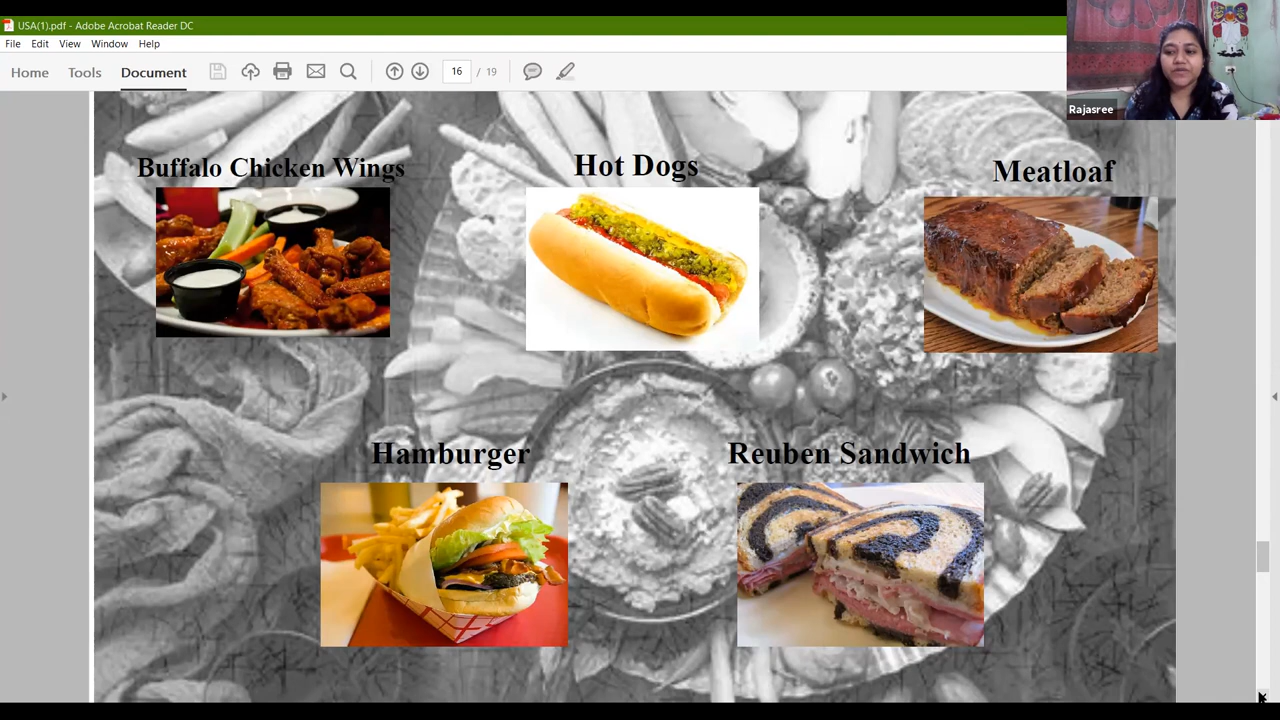 USA(1).pdf - Adobe Acrobat Reader DC
File Edit View Window Help
Home Tools Document 16 / 19
Rajasree
Buffalo Chicken Wings
Hot Dogs
Meatloaf
Hamburger
Reuben Sandwich